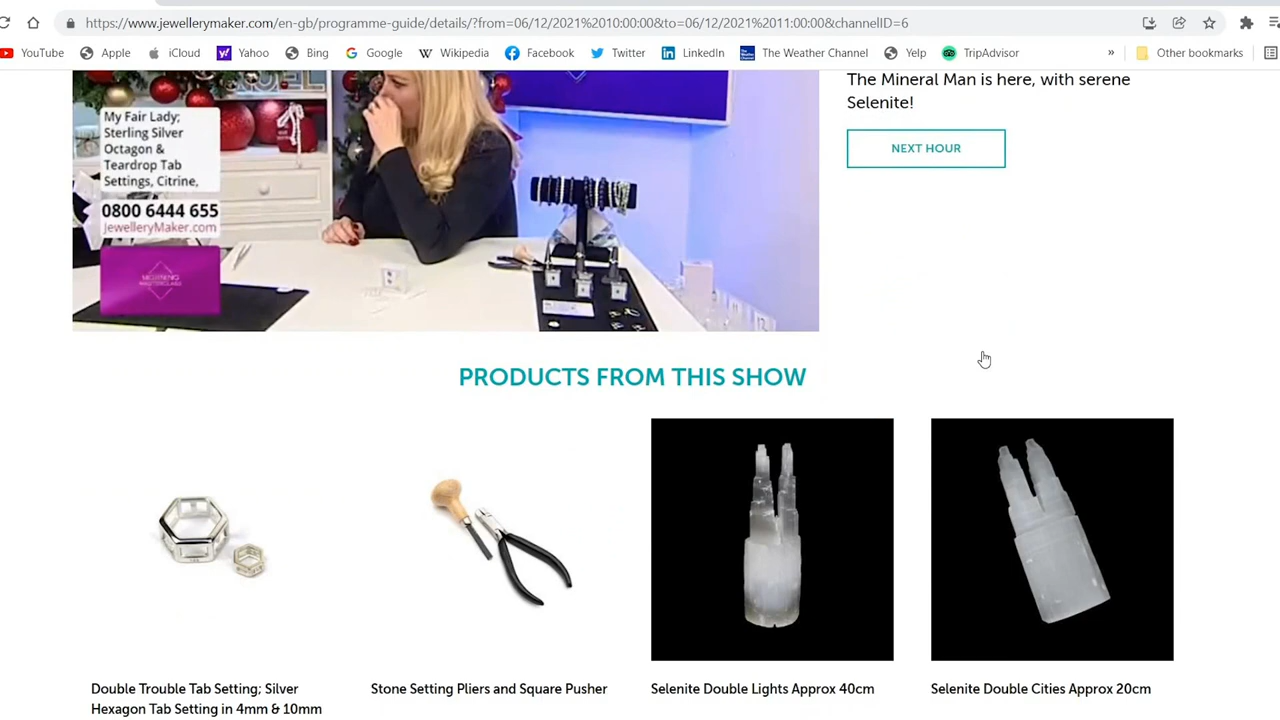 https://www.jewellerymaker.com/en-gb/programme-guide/details/?from=06/12/2021%2010:00:00&to=06/12/2021%2011:00:00&channelID=6
YouTube Apple iCloud Yahoo Bing Google Wikipedia Facebook Twitter LinkedIn The Weather Channel Yelp TripAdvisor » Other bookmarks
The Mineral Man is here, with serene
Selenite!
NEXT HOUR
NOEL
My Fair Lady;
Sterling Silver
Octagon &
Teardrop Tab
Settings, Citrine,
0800 6444 655
JewelleryMaker.com
MORNING
MASTERCLASS
PRODUCTS FROM THIS SHOW
Double Trouble Tab Setting; Silver
Hexagon Tab Setting in 4mm & 10mm
Stone Setting Pliers and Square Pusher
Selenite Double Lights Approx 40cm
Selenite Double Cities Approx 20cm